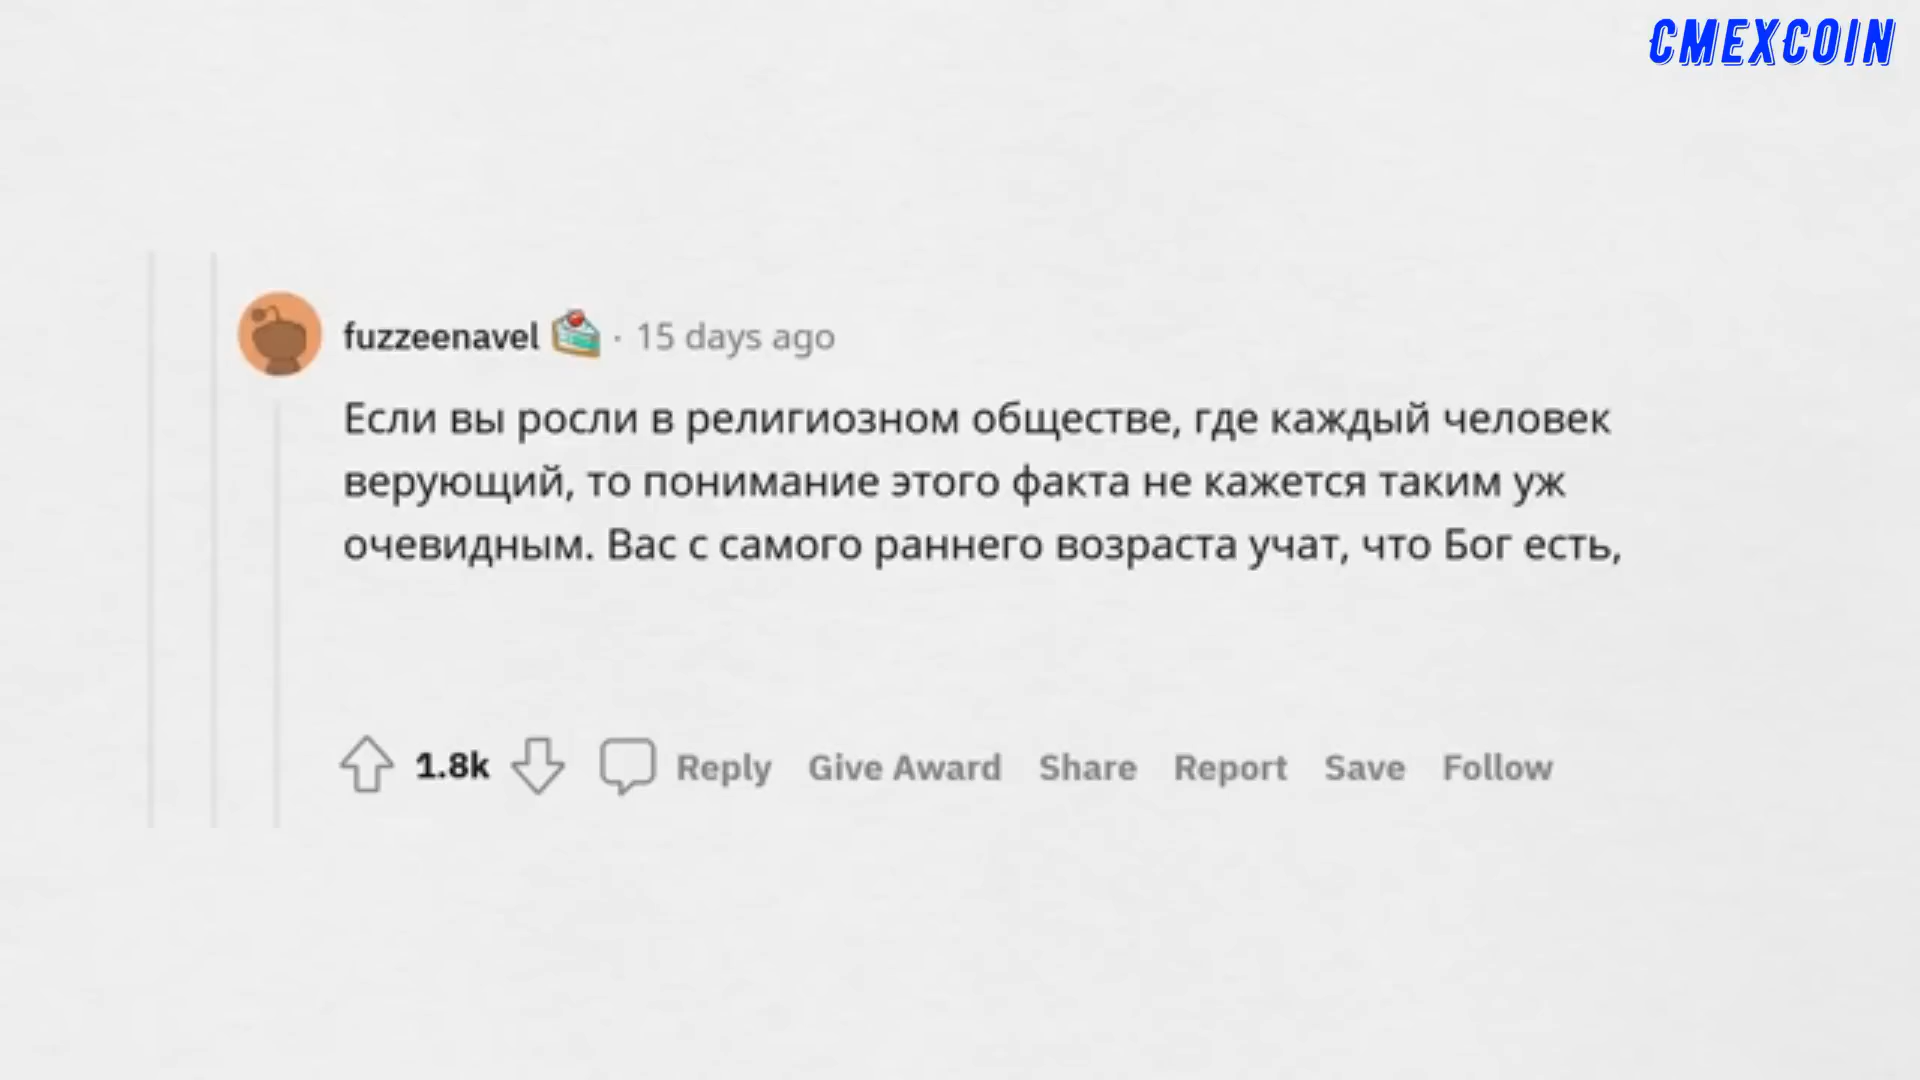 CMEXCOIN
fuzzeenavel · 15 days ago
Если вы росли в религиозном обществе, где каждый человек
верующий, то понимание этого факта не кажется таким уж
очевидным. Вас с самого раннего возраста учат, что Бог есть,
1.8k Reply Give Award Share Report Save Follow